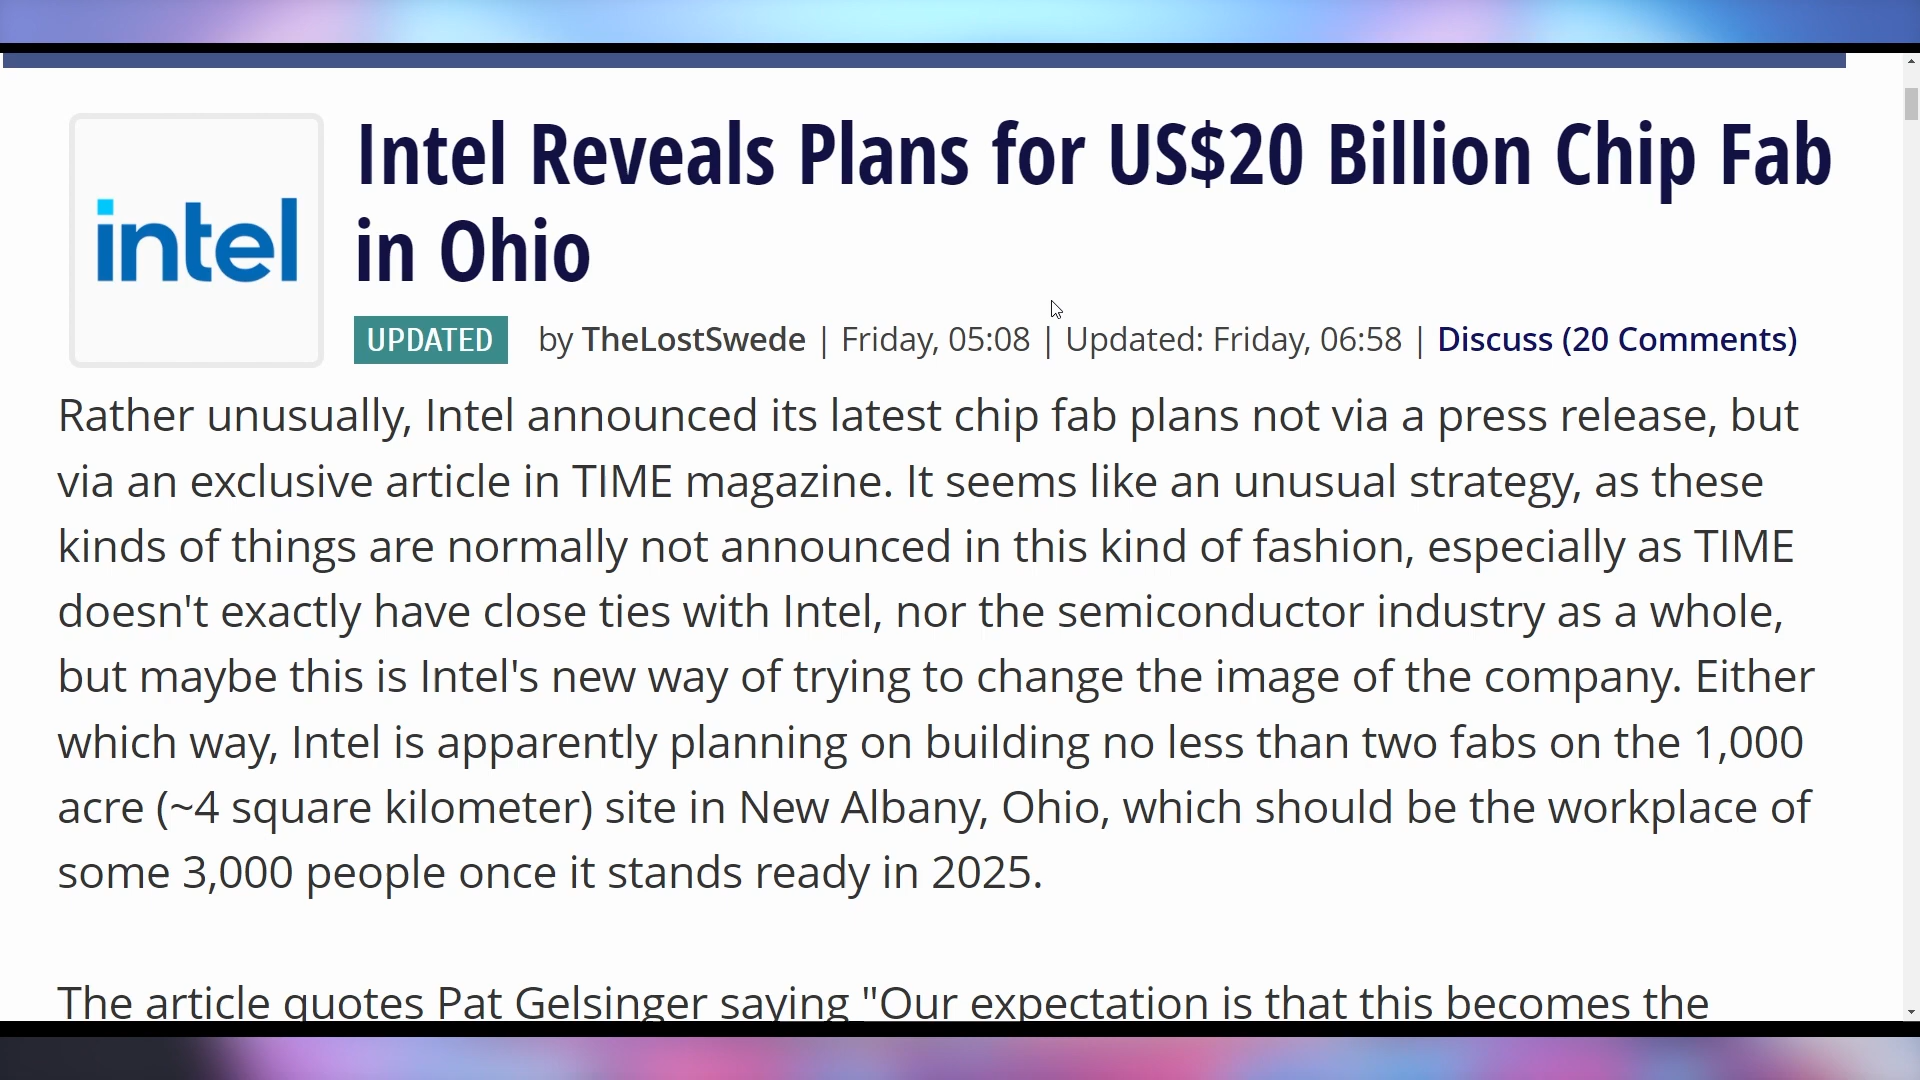 intel
Intel Reveals Plans for US$20 Billion Chip Fab
in Ohio
UPDATED by TheLostSwede | Friday, 05:08 | Updated: Friday, 06:58 | Discuss (20 Comments)
Rather unusually, Intel announced its latest chip fab plans not via a press release, but
via an exclusive article in TIME magazine. It seems like an unusual strategy, as these
kinds of things are normally not announced in this kind of fashion, especially as TIME
doesn't exactly have close ties with Intel, nor the semiconductor industry as a whole,
but maybe this is Intel's new way of trying to change the image of the company. Either
which way, Intel is apparently planning on building no less than two fabs on the 1,000
acre (~4 square kilometer) site in New Albany, Ohio, which should be the workplace of
some 3,000 people once it stands ready in 2025.
The article quotes Pat Gelsinger saying "Our expectation is that this becomes the